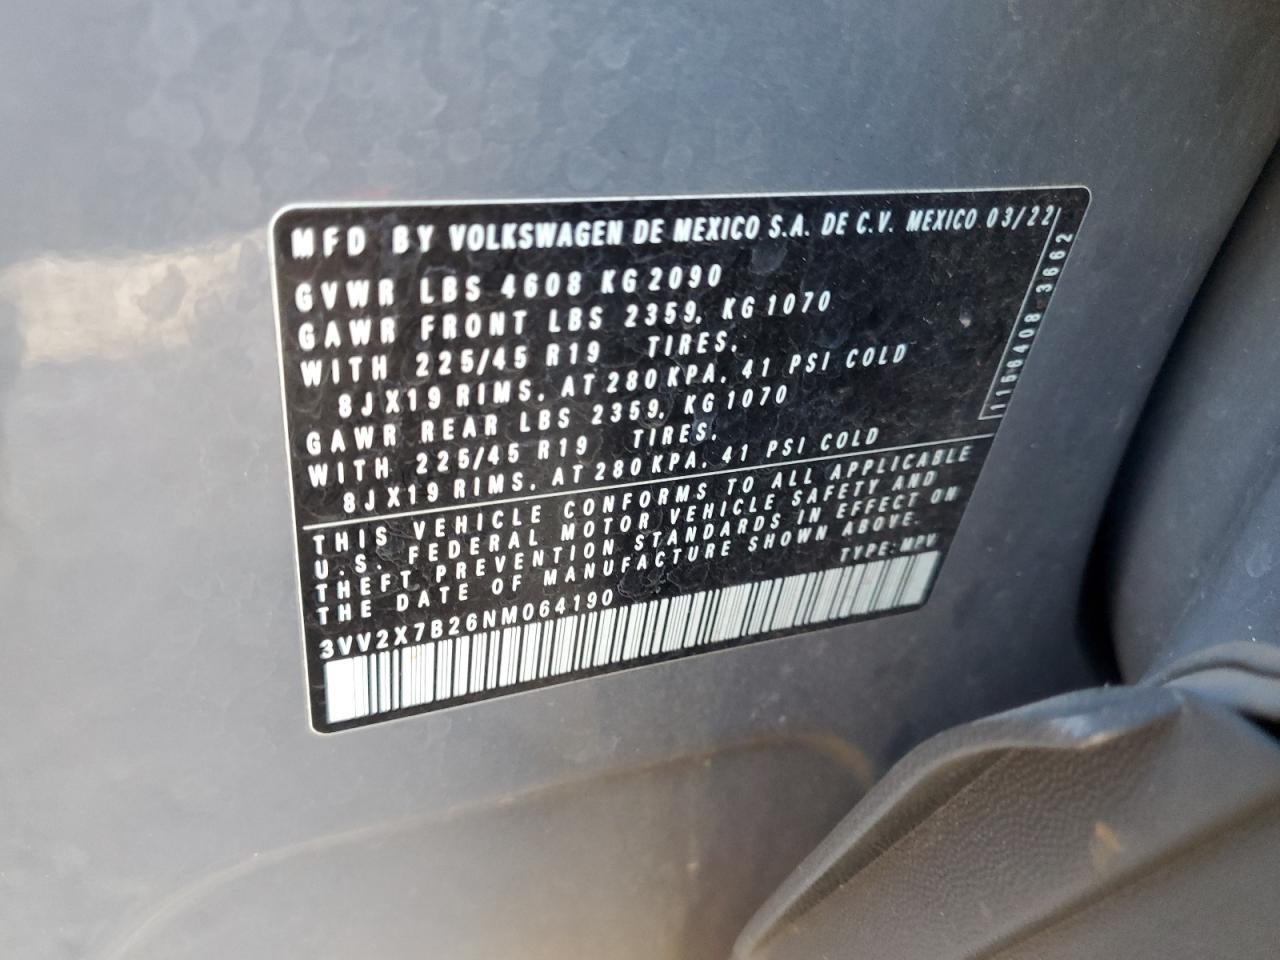 MFD BY VOLKSWAGEN DE MEXICO S.A. DE C.V. MEXICO 03/22
GVWR LBS 4608 KG 2090
GAWR FRONT LBS 2359, KG 1070
WITH 225/45 R19 TIRES,
8JX19 RIMS, AT 280 KPA, 41 PSI COLD
GAWR REAR LBS 2359, KG 1070
WITH 225/45 R19 TIRES,
8JX19 RIMS, AT 280 KPA, 41 PSI COLD
THIS VEHICLE CONFORMS TO ALL APPLICABLE
U.S. FEDERAL MOTOR VEHICLE SAFETY AND
THEFT PREVENTION STANDARDS IN EFFECT ON
THE DATE OF MANUFACTURE SHOWN ABOVE.
3VV2X7B26NM064190 TYPE: MPV
1156408 3662